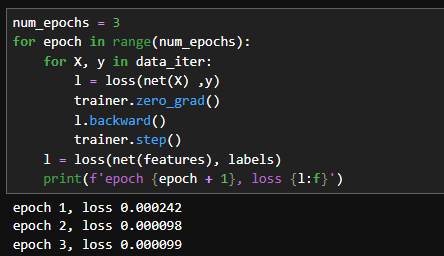 num_epochs = 3
for epoch in range(num_epochs):
    for X, y in data_iter:
        l = loss(net(X) ,y)
        trainer.zero_grad()
        l.backward()
        trainer.step()
    l = loss(net(features), labels)
    print(f'epoch {epoch + 1}, loss {l:f}')
epoch 1, loss 0.000242
epoch 2, loss 0.000098
epoch 3, loss 0.000099